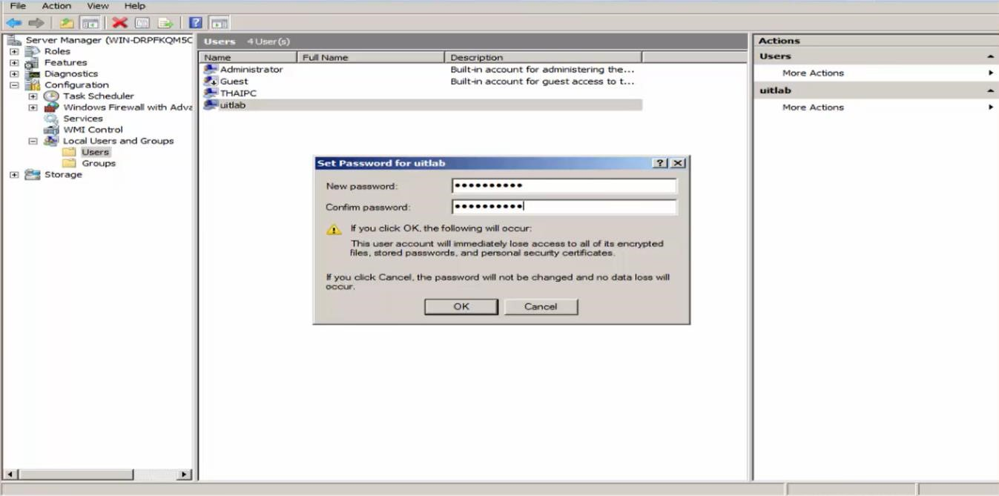 File Action View Help
Server Manager (WIN-DRPFKQM5C
Roles
Features
Diagnostics
Configuration
Task Scheduler
Windows Firewall with Adva
Services
WMI Control
Local Users and Groups
Users
Groups
Storage
Users 4 User(s)
Name Full Name Description
Administrator Built-in account for administering the...
Guest Built-in account for guest access to t...
THAIPC
uitlab
Set Password for uitlab
New password: ••••••••••
Confirm password: ••••••••••
If you click OK, the following will occur:
This user account will immediately lose access to all of its encrypted
files, stored passwords, and personal security certificates.
If you click Cancel, the password will not be changed and no data loss will
occur.
OK Cancel
Actions
Users
More Actions
uitlab
More Actions